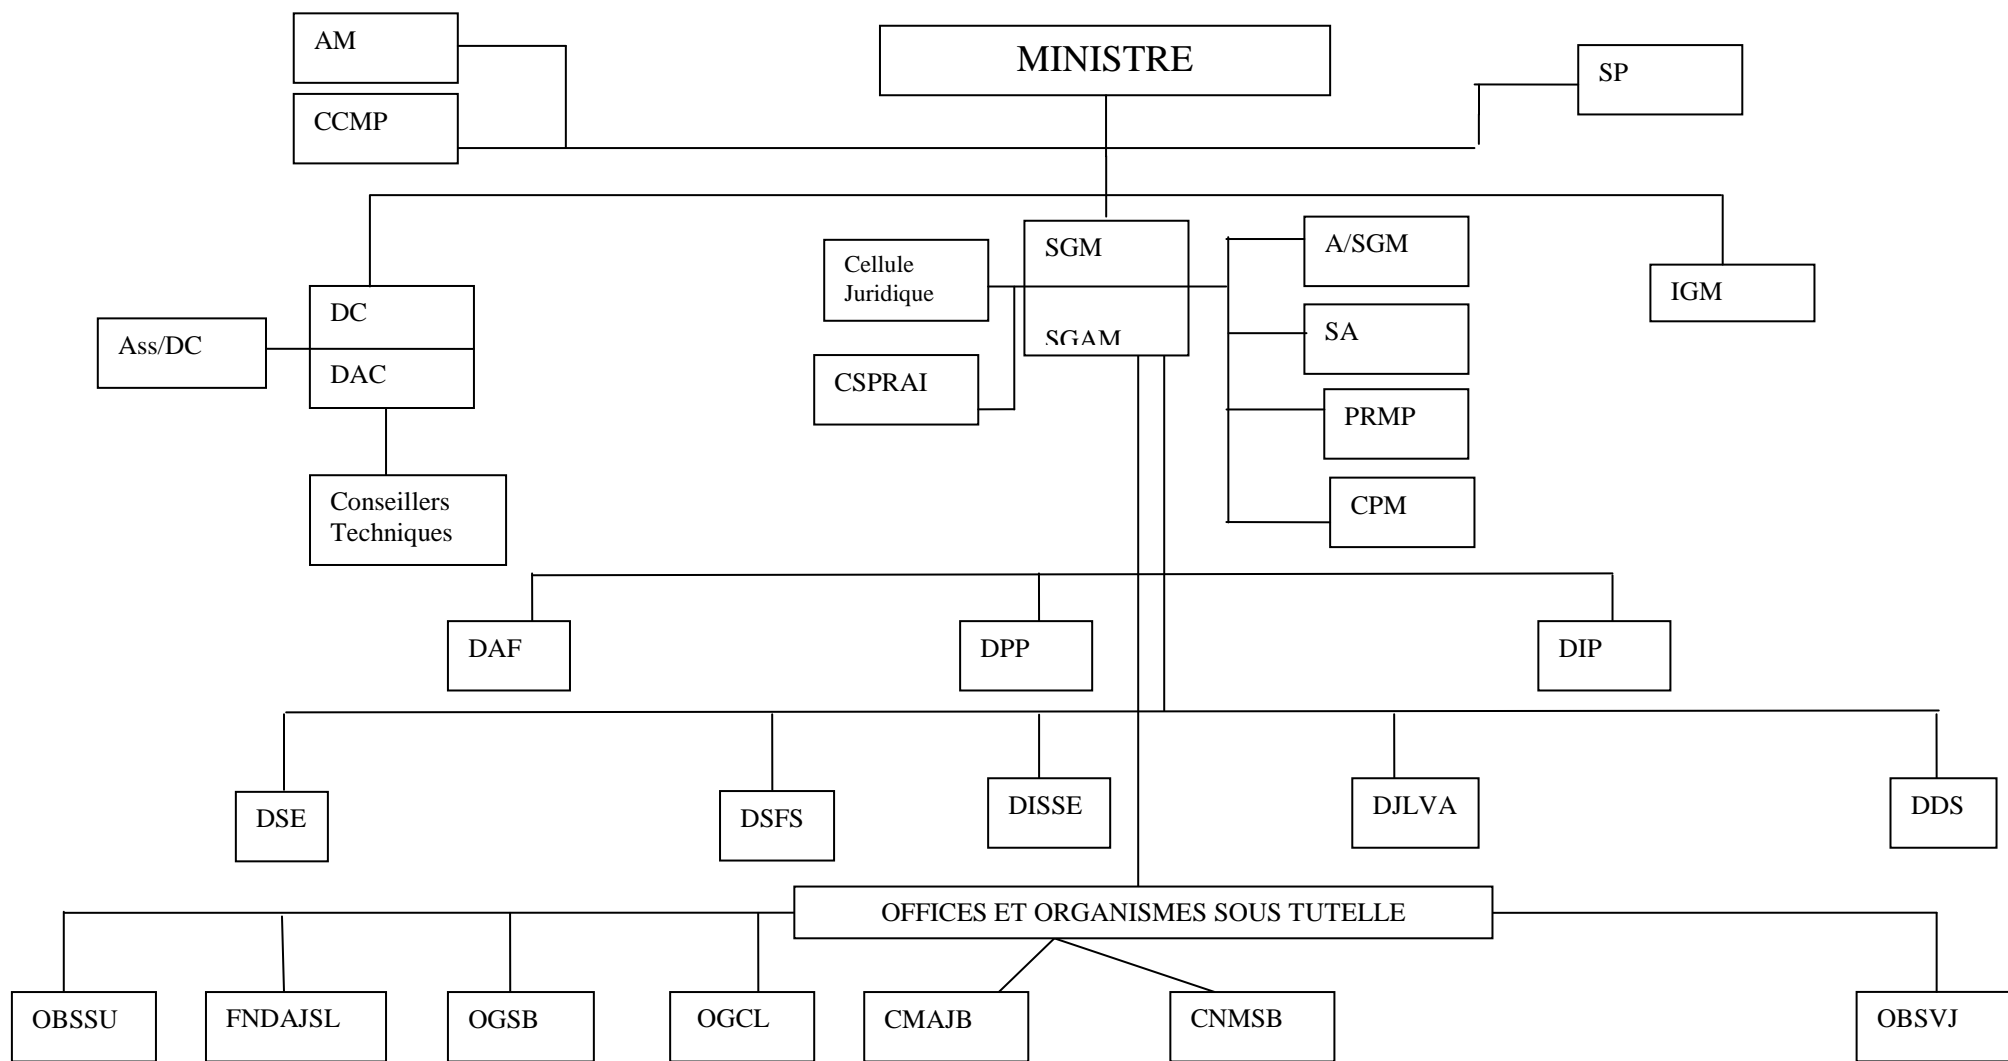 AM
MINISTRE
SP
CCMP
Cellule
Juridique
SGM
A/SGM
IGM
DC
Ass/DC
SGAM
SA
DAC
CSPRAI
PRMP
Conseillers
Techniques
CPM
DAF
DPP
DIP
DSE
DSFS
DISSE
DJLVA
DDS
OFFICES ET ORGANISMES SOUS TUTELLE
OBSSU
FNDAJSL
OGSB
OGCL
CMAJB
CNMSB
OBSVJ